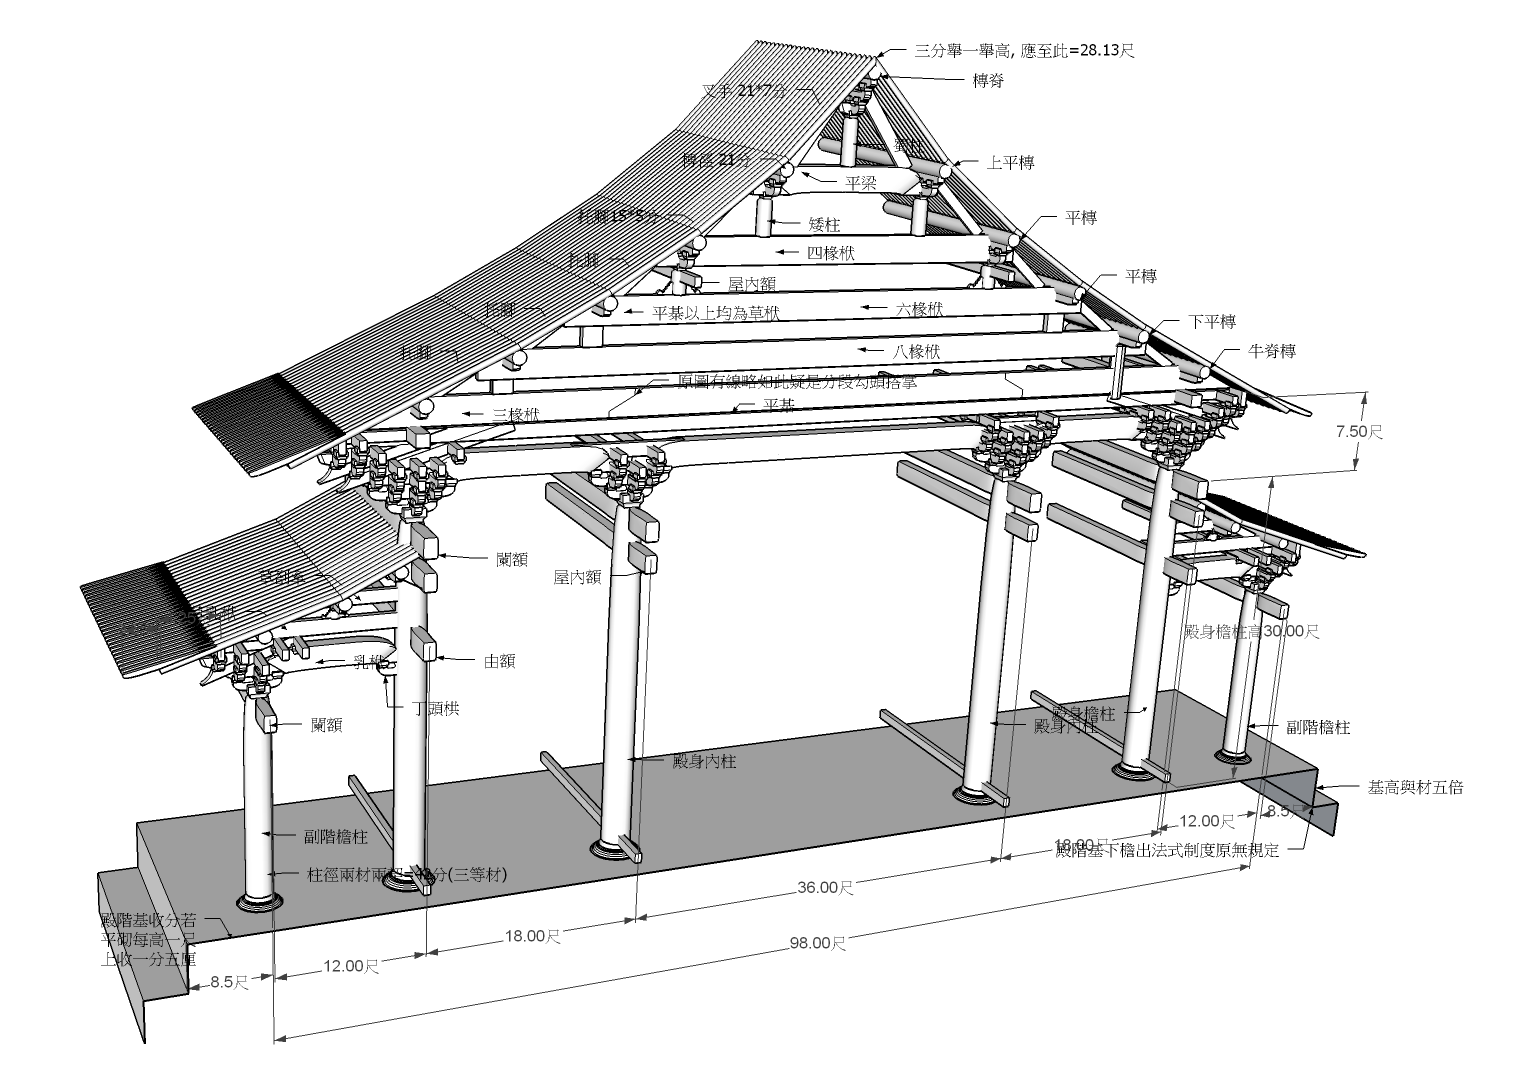 三分舉一舉高, 應至此=28.13尺
槫脊
叉手 21*7分
蜀柱
上平槫
槫徑 21分
平梁
平槫
托腳15*5分
矮柱
四椽栿
托腳
平槫
屋內額
托腳
平棊以上均為草栿
六椽栿
下平槫
托腳
八椽栿
牛脊槫
原圖有線略如此疑是分段勾頭搭掌
平棊
三椽栿
7.50尺
闌額
屋內額
殿身檐柱高30.00尺
乳栿
由額
丁頭栱
闌額
殿身檐柱
殿身內柱
副階檐柱
殿身內柱
基高與材五倍
8.5尺
12.00尺
副階檐柱
18.00尺
殿階基下檐出法式制度原無規定
柱徑兩材兩栔=42分(三等材)
36.00尺
殿階基收分若
平砌每高一尺
上收一分五厘
18.00尺
98.00尺
12.00尺
8.5尺